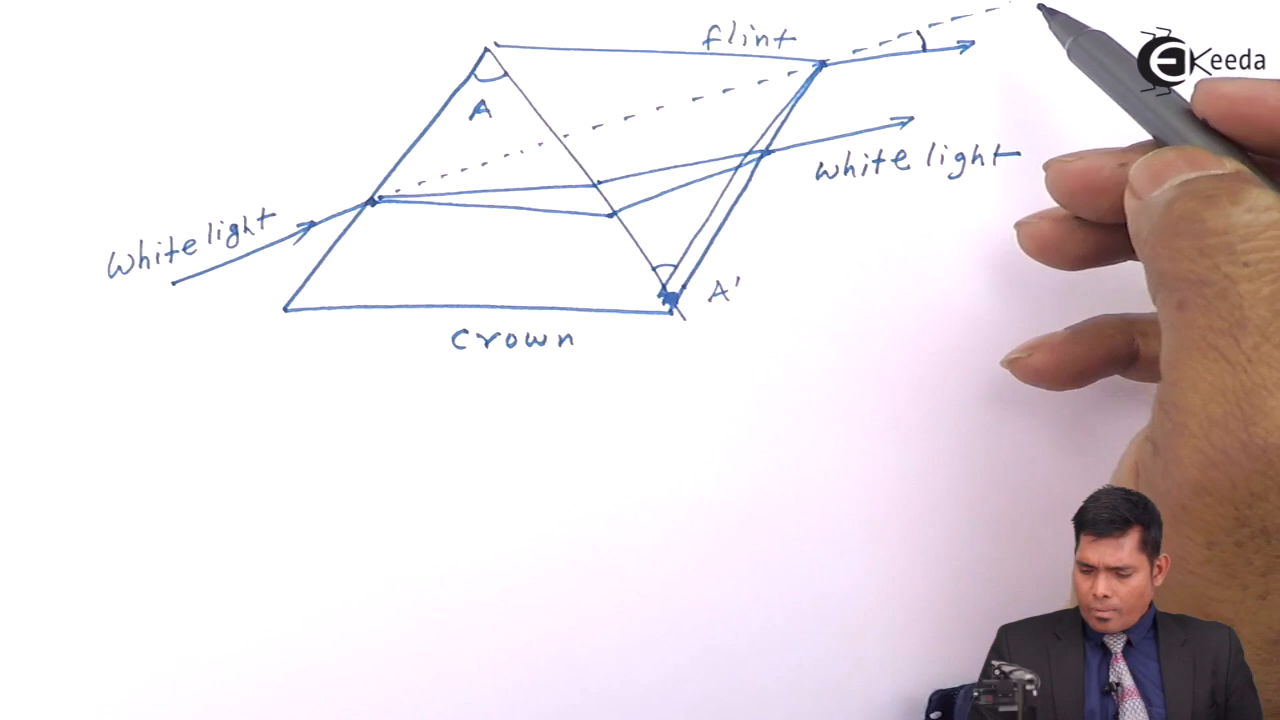 flint
Keeda
A
white light
white light
A'
crown